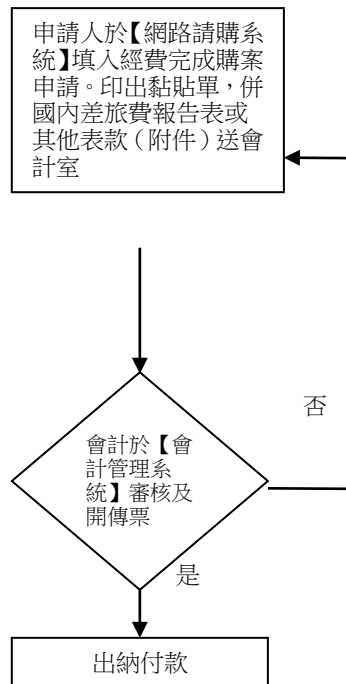 申請人於【網路請購系
統】填入經費完成購案
申請。印出黏貼單，併
國內差旅費報告表或
其他表款（附件）送會
計室
否
會計於【會
計管理系
統】審核及
開傳票
是
出納付款